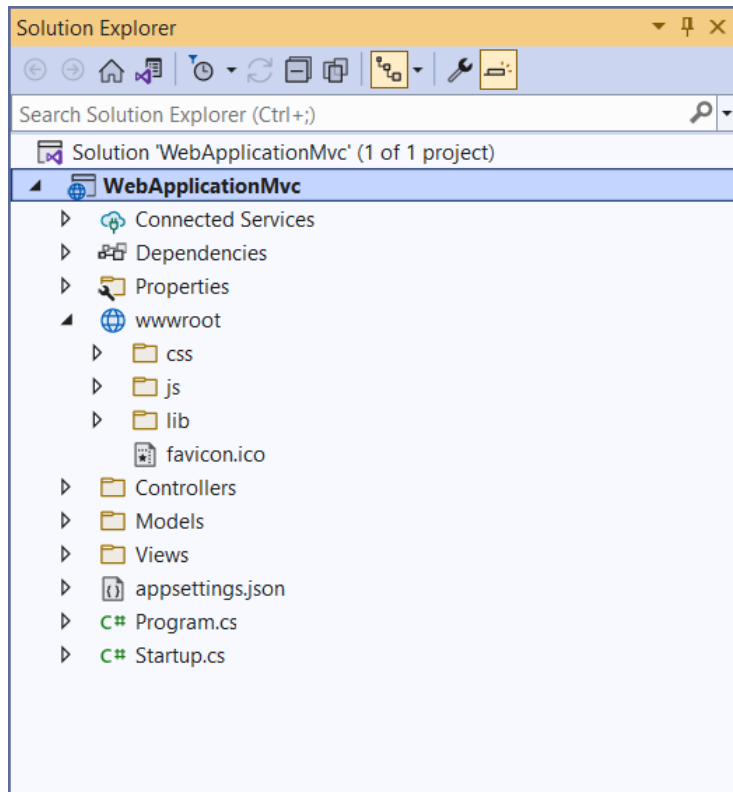 Solution Explorer
Search Solution Explorer (Ctrl+;)
Solution 'WebApplicationMvc' (1 of 1 project)
WebApplicationMvc
Connected Services
Dependencies
Properties
wwwroot
css
js
lib
favicon.ico
Controllers
Models
Views
appsettings.json
C# Program.cs
C# Startup.cs